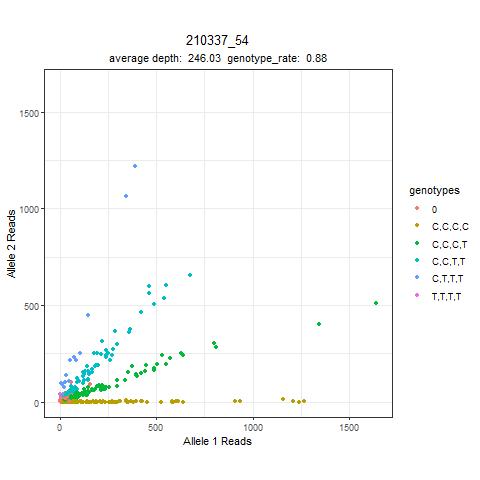 210337_54
average depth:  246.03  genotype_rate:  0.88
Allele 2 Reads
1500
1000
500
0
0
500
1000
1500
Allele 1 Reads
genotypes
0
C,C,C,C
C,C,C,T
C,C,T,T
C,T,T,T
T,T,T,T